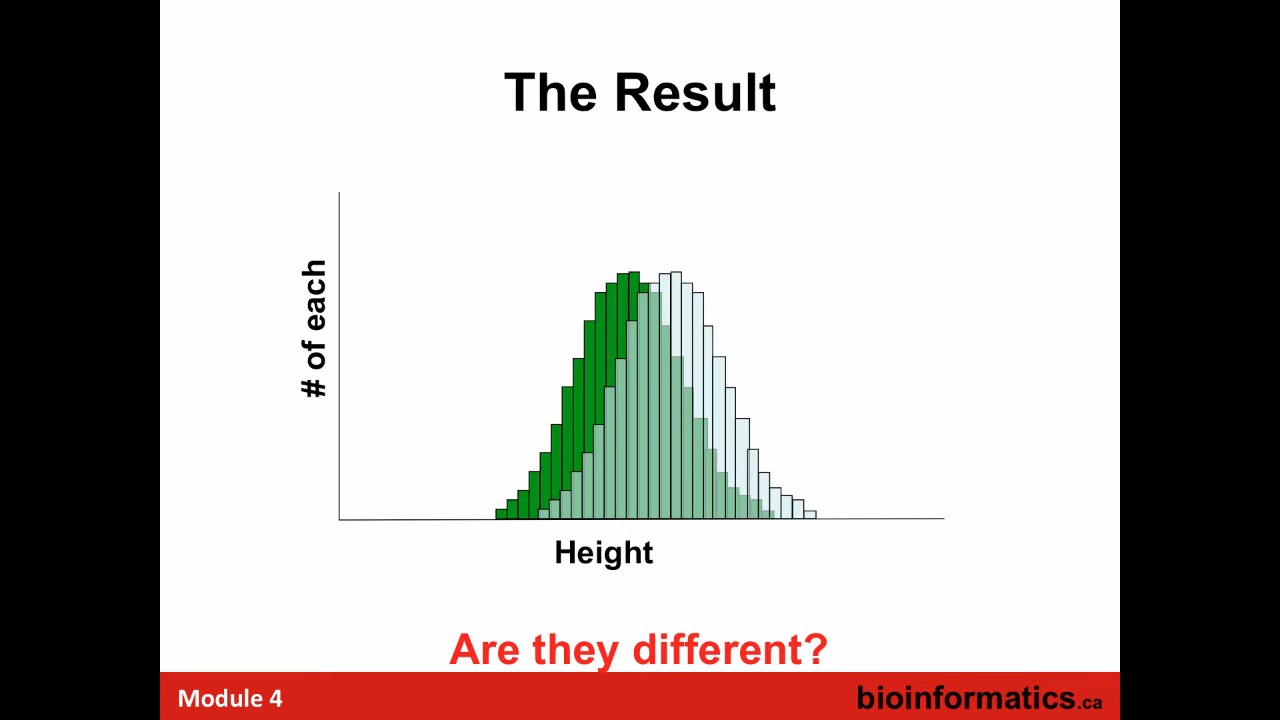 The Result
# of each
Height
Are they different?
Module 4
bioinformatics.ca